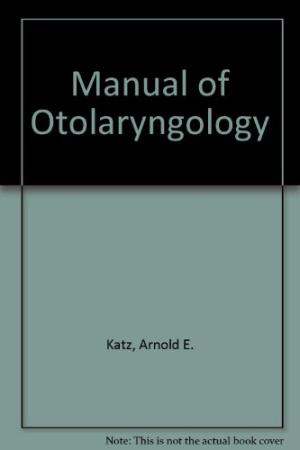 Manual of
Otolaryngology
Katz, Arnold E.
Note: This is not the actual book cover